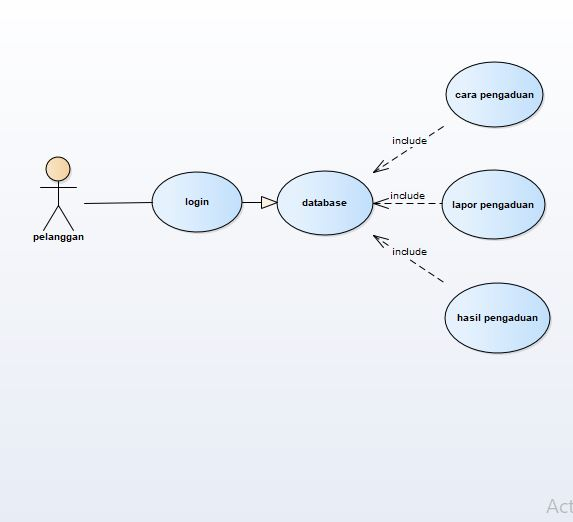 cara pengaduan
include
pelanggan
login
database
include
lapor pengaduan
include
hasil pengaduan
Act